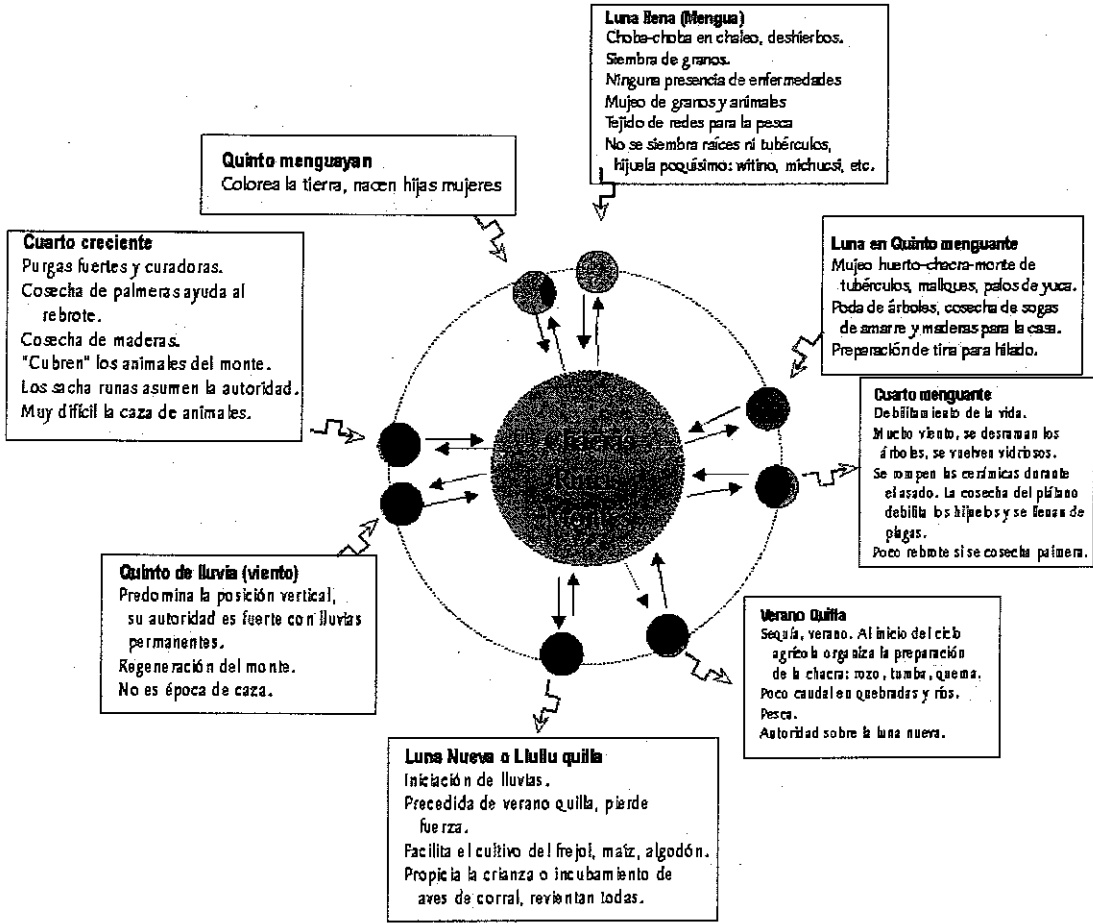 Luna llena (Mengua)
Choba-choba en chaleo, deshierbos.
Siembra de granos.
Ninguna presencia de enfermedades
Mujeo de granos y animales
Tejido de redes para la pesca
No se siembra raíces ni tubérculos,
hijuela poquísimo: witino, michucsi, etc.
Quinto menguayan
Colorea la tierra, nacen hijas mujeres
Cuarto creciente
Purgas fuertes y curadoras.
Cosecha de palmeras ayuda al
rebrote.
Cosecha de maderas.
"Cubren" los animales del monte.
Los sacha runas asumen la autoridad.
Muy difícil la caza de animales.
Luna en Quinto menguante
Mujeo huerto-chacra-monte de
tubérculos, mallques, palos de yuca.
Poda de árboles, cosecha de sogas
de amarre y maderas para la casa.
Preparación de tina para hilado.
Cuarto menguante
Debilitamiento de la vida.
Mucho viento, se desraman los
árboles, se vuelven vidriosos.
Se rompen las cerámicas durante
el asado. La cosecha del plátano
debilita los hijuelos y se llenan de
plagas.
Poco rebrote si se cosecha palmera.
Quinto de lluvia (viento)
Predomina la posición vertical,
su autoridad es fuerte con lluvias
permanentes.
Regeneración del monte.
No es época de caza.
Verano Quilla
Sequía, verano. Al inicio del ciclo
agrícola organiza la preparación
de la chacra: rozo, tumba, quema.
Poco caudal en quebradas y ríos.
Pesca.
Autoridad sobre la luna nueva.
Luna Nueva o Llullu quilla
Iniciación de lluvias.
Precedida de verano quilla, pierde
fuerza.
Facilita el cultivo del frejol, maíz, algodón.
Propicia la crianza o incubamiento de
aves de corral, revientan todas.